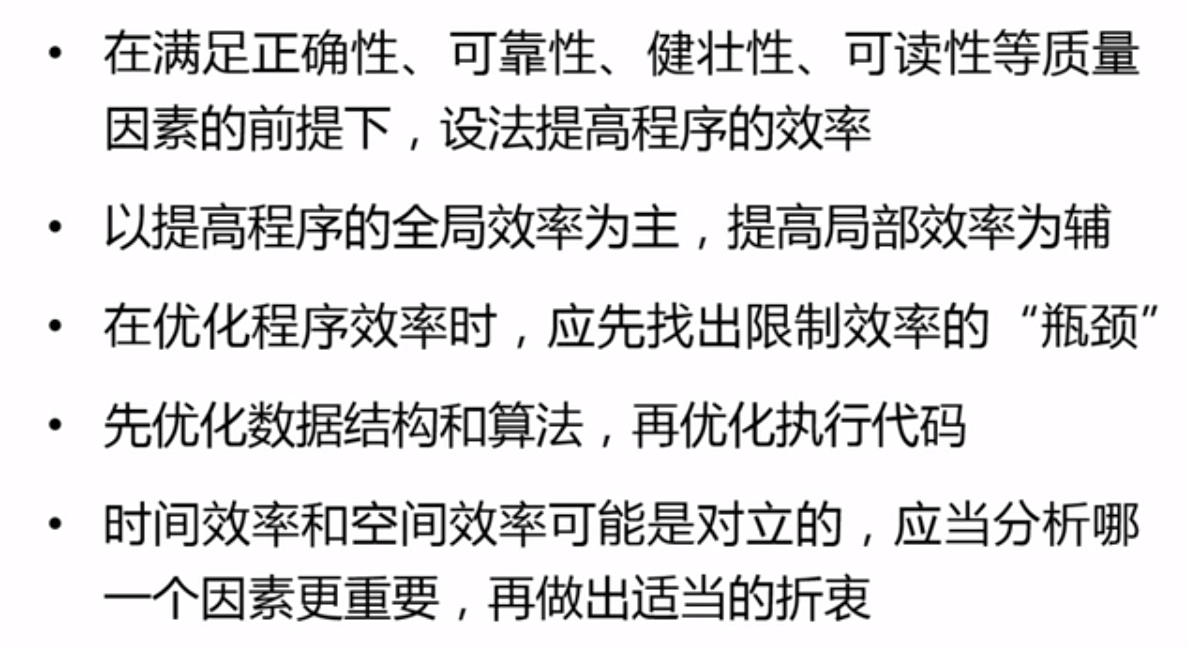 • 在满足正确性、可靠性、健壮性、可读性等质量
因素的前提下，设法提高程序的效率
• 以提高程序的全局效率为主，提高局部效率为辅
• 在优化程序效率时，应先找出限制效率的“瓶颈”
• 先优化数据结构和算法，再优化执行代码
• 时间效率和空间效率可能是对立的，应当分析哪
一个因素更重要，再做出适当的折衷